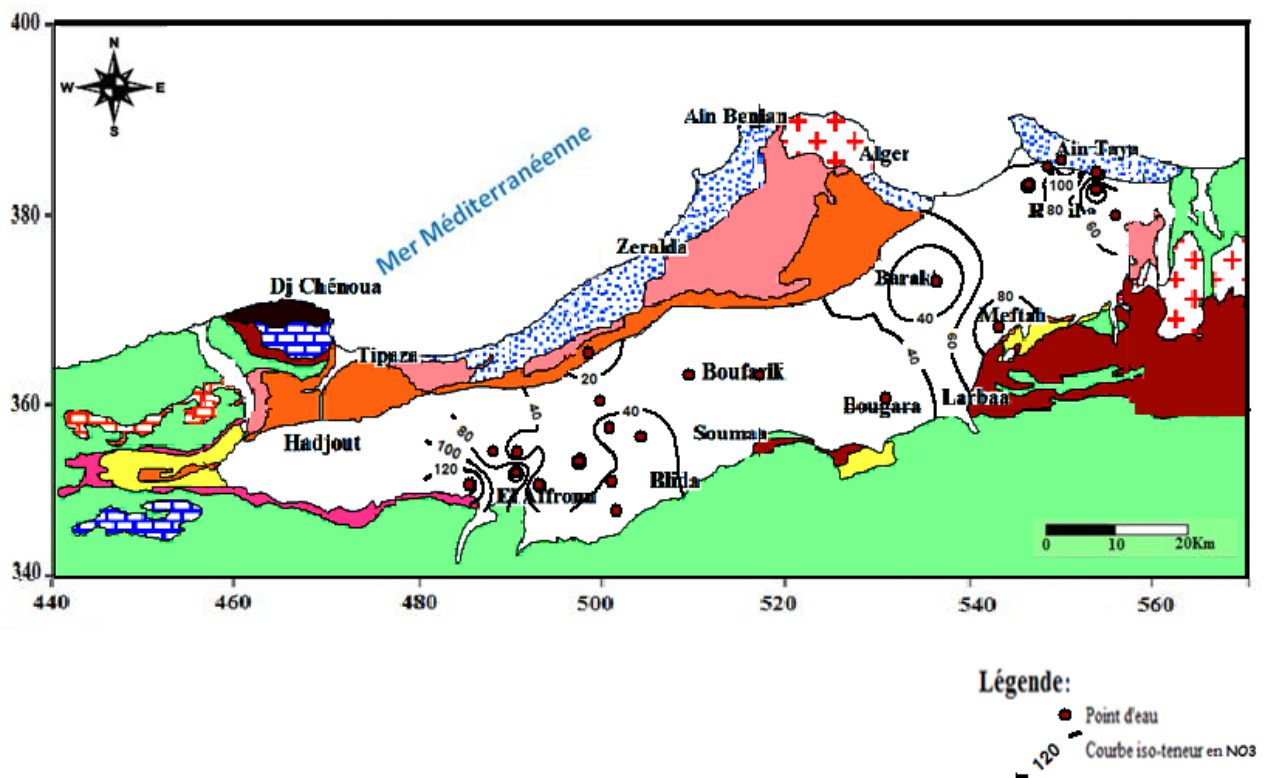 400
N
W E
S
Mer Méditerranéenne
Ain Benian
Alger
Ain Taya
100
80
60
380
Zeralda
Baraki
40
Dj Chénoua
80
Meftah
60
40
Tipaza
20
Boufarik
360
Bougara
Larbaa
40
40
Soumaa
Hadjout
80
100
120
El Affroun
Blida
340
0 10 20Km
440 460 480 500 520 540 560
Légende:
Point d'eau
120 Courbe iso-teneur en NO3